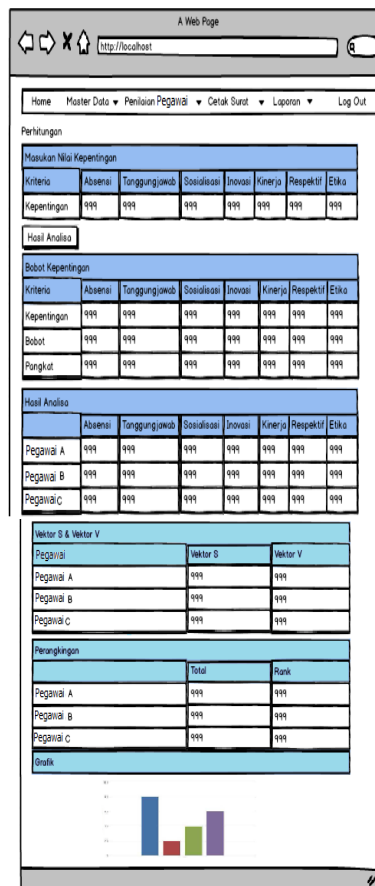 A Web Page
http://localhost
Home Master Data Penilaian Pegawai Cetak Surat Laporan Log Out
Perhitungan
Masukan Nilai Kepentingan
Kriteria Absensi Tanggungjawab Sosialisasi Inovasi Kinerja Respektif Etika
Kepentingan 999 999 999 999 999 999 999
Hasil Analisa
Bobot Kepentingan
Kriteria Absensi Tanggungjawab Sosialisasi Inovasi Kinerja Respektif Etika
Kepentingan 999 999 999 999 999 999 999
Bobot 999 999 999 999 999 999 999
Pangkat 999 999 999 999 999 999 999
Hasil Analisa
Absensi Tanggungjawab Sosialisasi Inovasi Kinerja Respektif Etika
Pegawai A 999 999 999 999 999 999 999
Pegawai B 999 999 999 999 999 999 999
Pegawai C 999 999 999 999 999 999 999
Vektor S & Vektor V
Pegawai Vektor S Vektor V
Pegawai A 999 999
Pegawai B 999 999
Pegawai C 999 999
Perangkingan
Total Rank
Pegawai A 999 999
Pegawai B 999 999
Pegawai C 999 999
Grafik